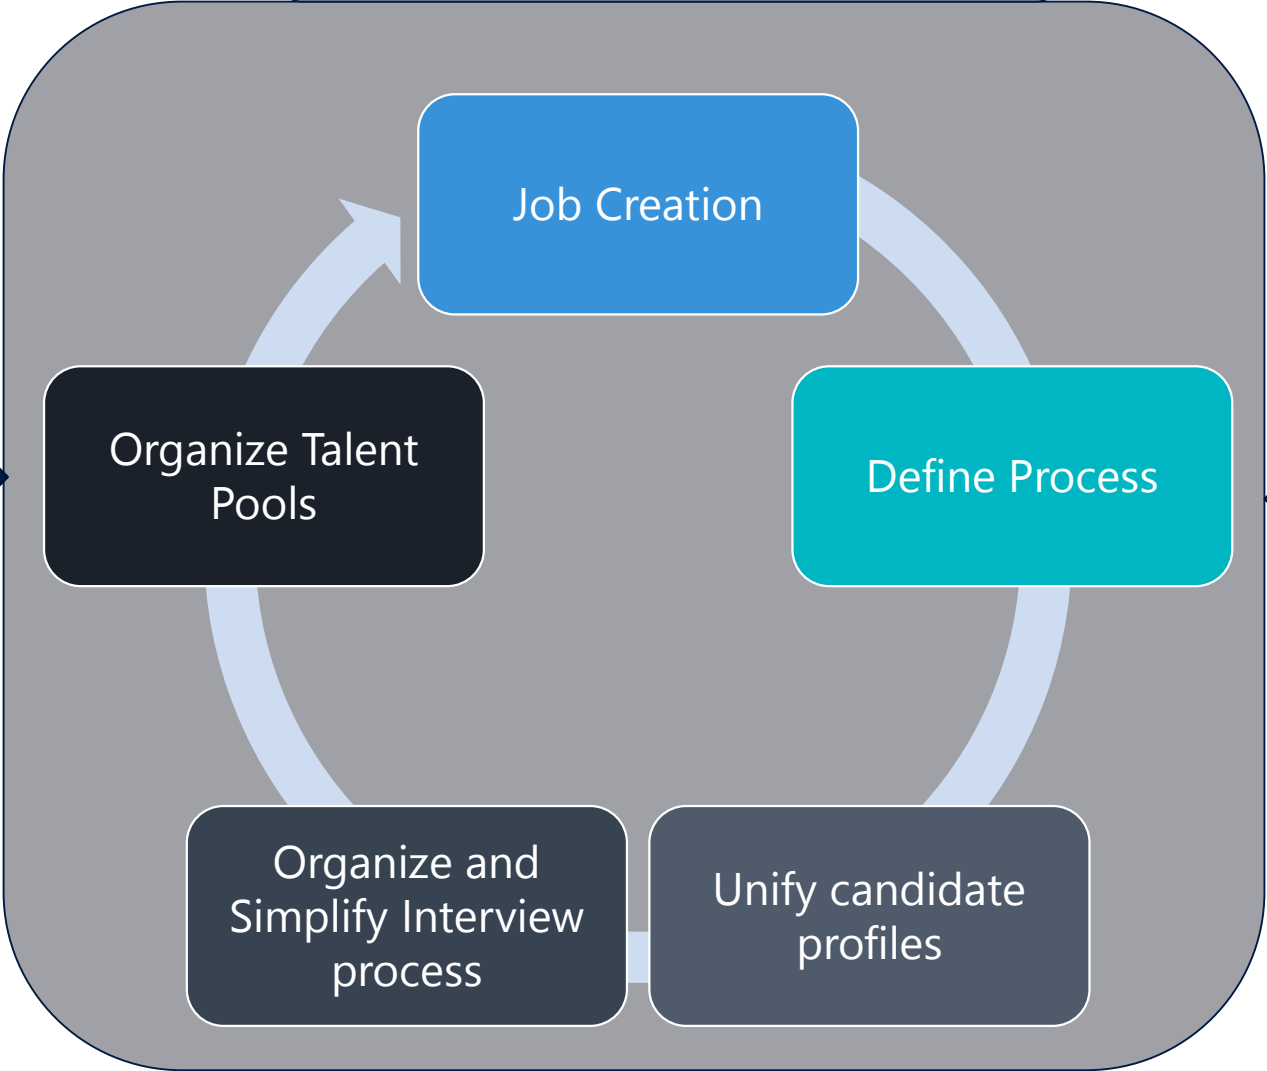 Job Creation
Define Process
Unify candidate
profiles
Organize and
Simplify Interview
process
Organize Talent
Pools